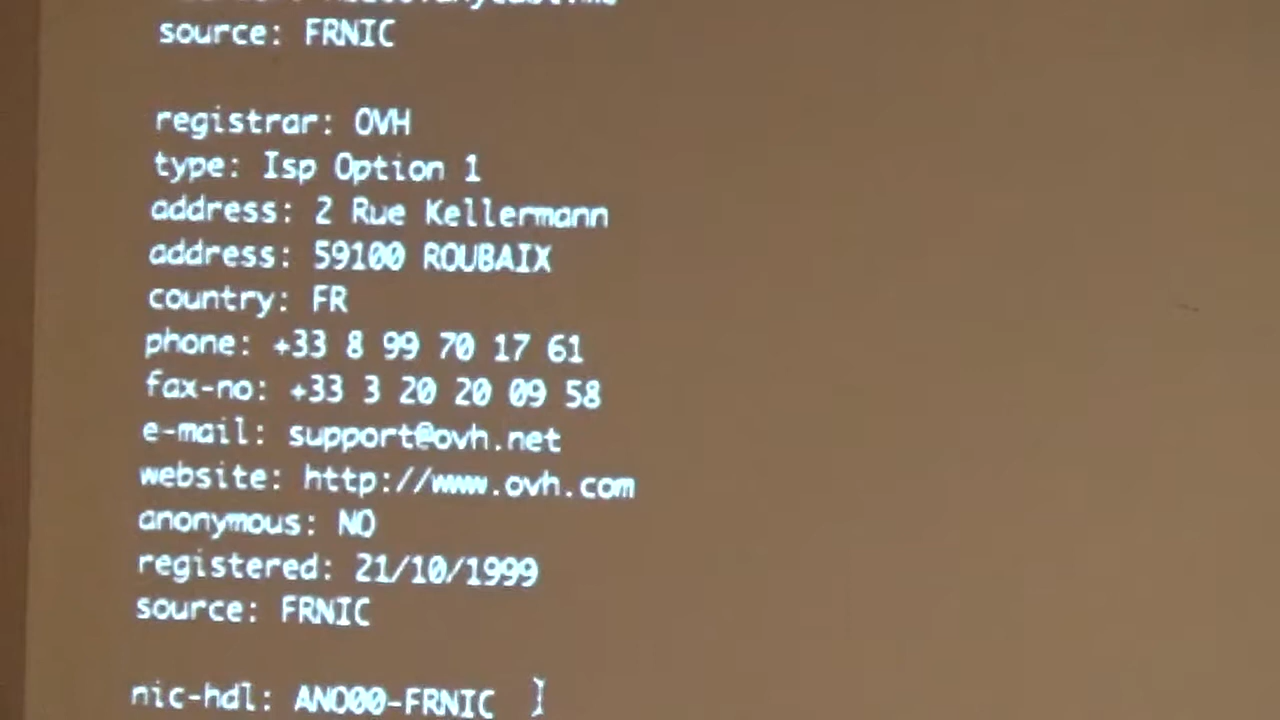 source: FRNIC
registrar: OVH
type: Isp Option 1
address: 2 Rue Kellermann
address: 59100 ROUBAIX
country: FR
phone: +33 8 99 70 17 61
fax-no: +33 3 20 20 09 58
e-mail: support@ovh.net
website: http://www.ovh.com
anonymous: NO
registered: 21/10/1999
source: FRNIC
nic-hdl: ANO00-FRNIC